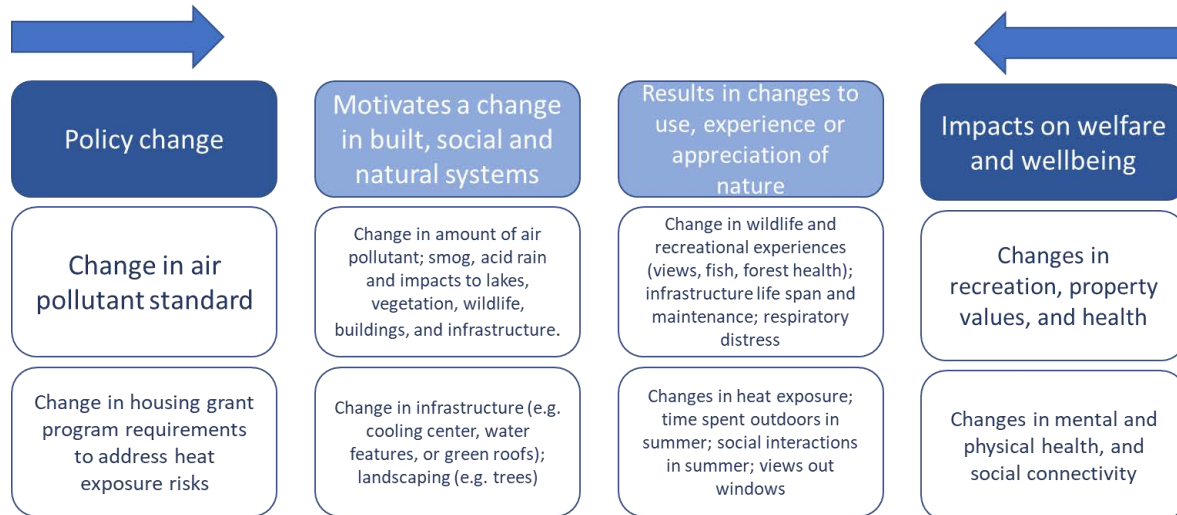 Policy change
Motivates a change
in built, social and
natural systems
Results in changes to
use, experience or
appreciation of
nature
Impacts on welfare
and wellbeing
Change in air
pollutant standard
Change in amount of air
pollutant; smog, acid rain
and impacts to lakes,
vegetation, wildlife,
buildings, and infrastructure.
Change in wildlife and
recreational experiences
(views, fish, forest health);
infrastructure life span and
maintenance; respiratory
distress
Changes in
recreation, property
values, and health
Change in housing grant
program requirements
to address heat
exposure risks
Change in infrastructure (e.g.
cooling center, water
features, or green roofs);
landscaping (e.g. trees)
Changes in heat exposure;
time spent outdoors in
summer; social interactions
in summer; views out
windows
Changes in mental and
physical health, and
social connectivity